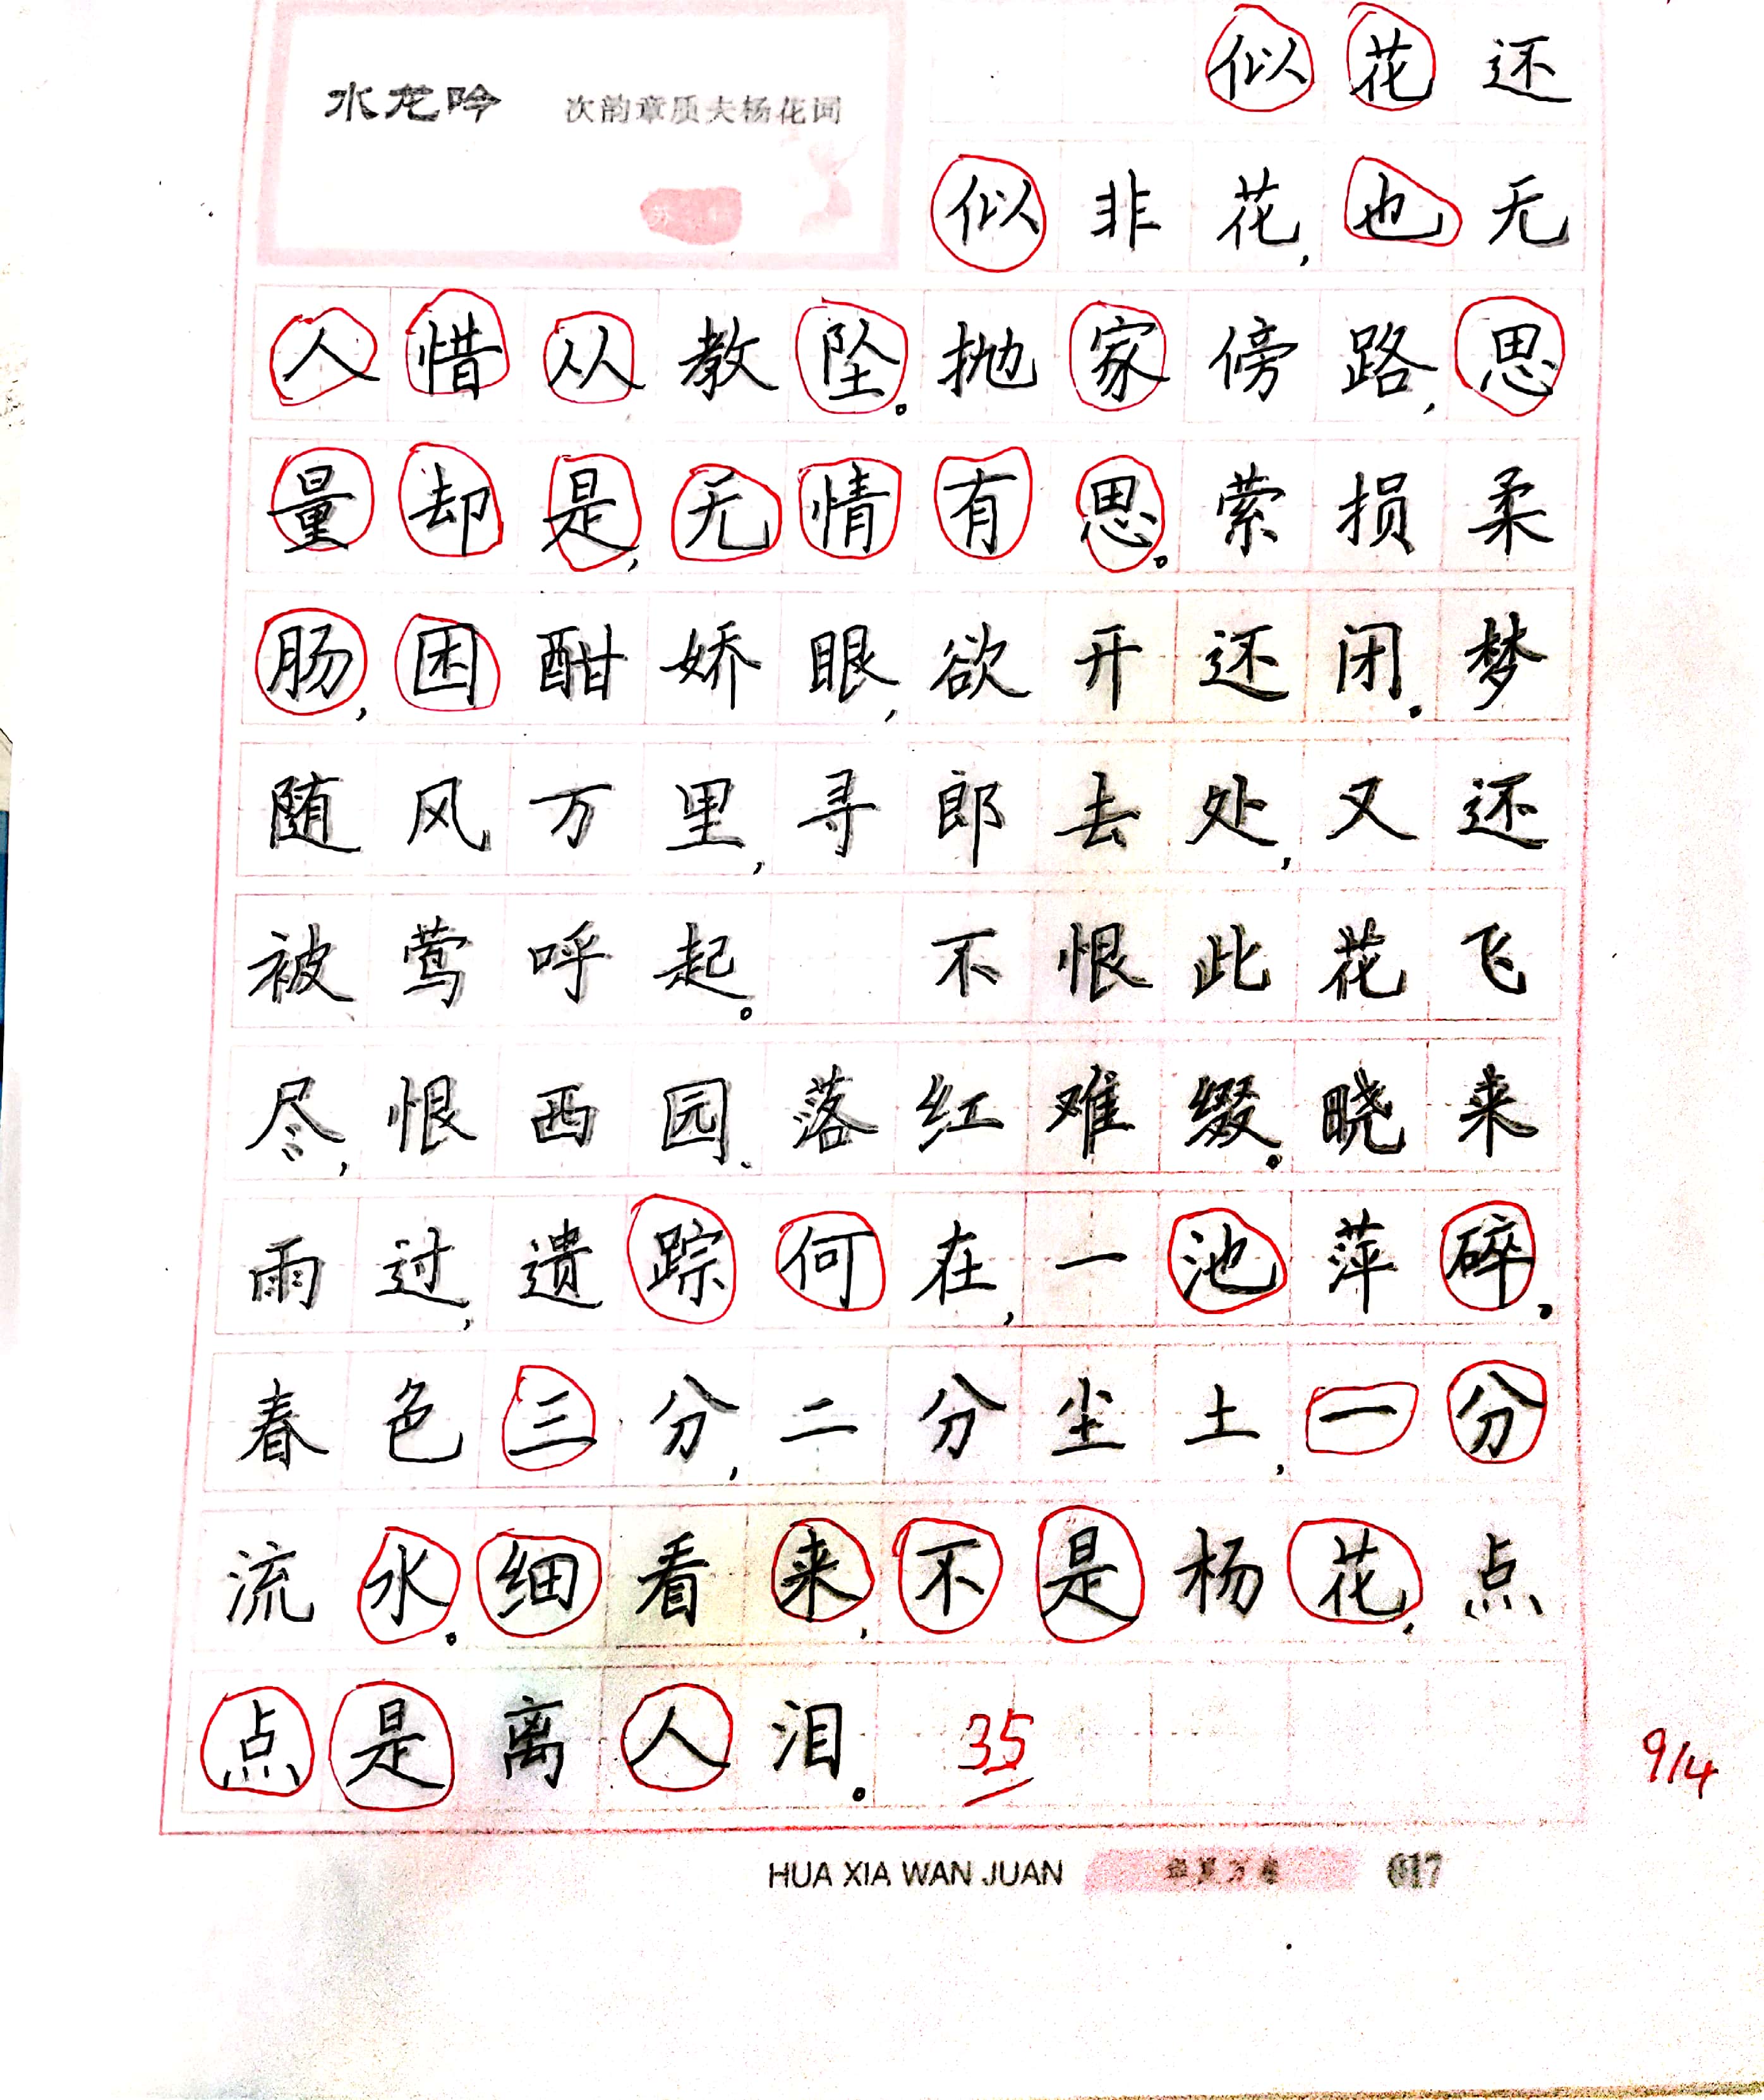 水龙吟 次韵章质夫杨花词
似花还
似非花,也无
人惜从教坠。抛家傍路,思
量却是,无情有思。萦损柔
肠,困酣娇眼,欲开还闭。梦
随风万里,寻郎去处,又还
被莺呼起。 不恨此花飞
尽,恨西园、落红难缀。晓来
雨过,遗踪何在,一池萍碎。
春色三分,二分尘土,一分
流水。细看来,不是杨花,点
点是离人泪。 35
9/4
HUA XIA WAN JUAN 华夏万卷 017